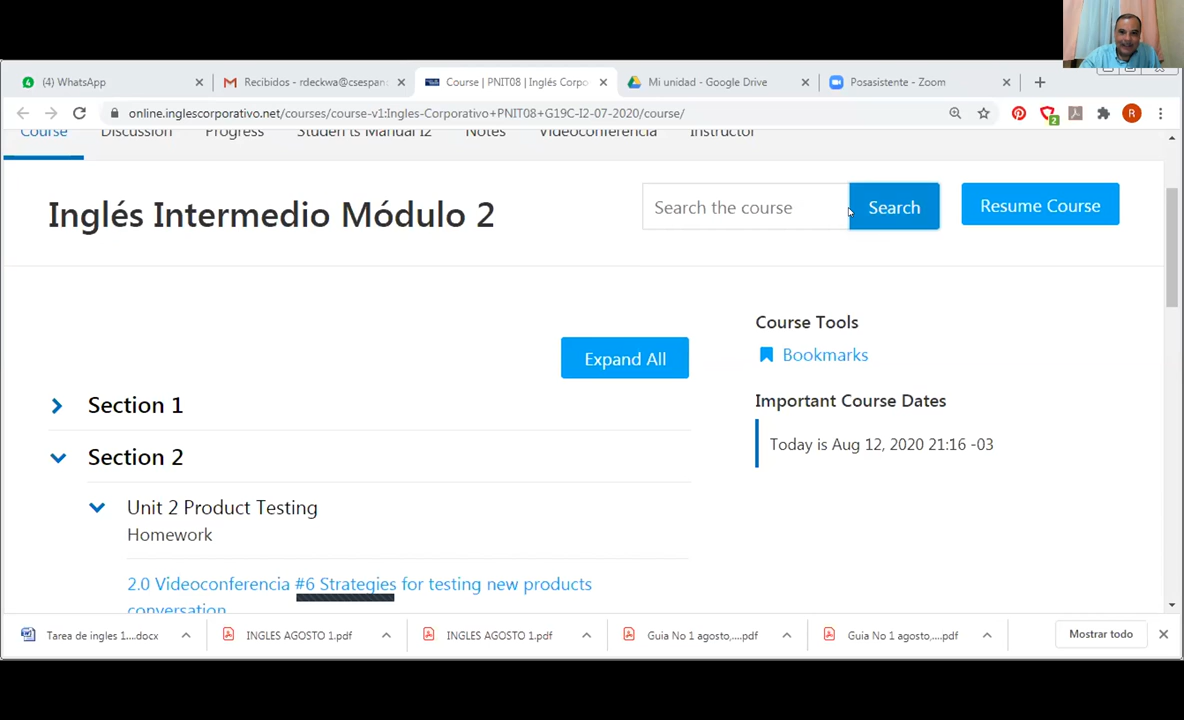 (4) WhatsApp
Recibidos - rdeckwa@csespan
Course | PNIT08 | Inglés Corpo
Mi unidad - Google Drive
Posasistente - Zoom
online.inglescorporativo.net/courses/course-v1:Ingles-Corporativo+PNIT08+G19C-I2-07-2020/course/
2
R
Course
Discussion
Progress
Student's Manual I2
Notes
Videoconferencia
Instructor
Inglés Intermedio Módulo 2
Search the course
Search
Resume Course
Expand All
Course Tools
Bookmarks
Important Course Dates
Today is Aug 12, 2020 21:16 -03
Section 1
Section 2
Unit 2 Product Testing
Homework
2.0 Videoconferencia #6 Strategies for testing new products
conversation
Tarea de ingles 1....docx
INGLES AGOSTO 1.pdf
INGLES AGOSTO 1.pdf
Guia No 1 agosto,....pdf
Guia No 1 agosto,....pdf
Mostrar todo